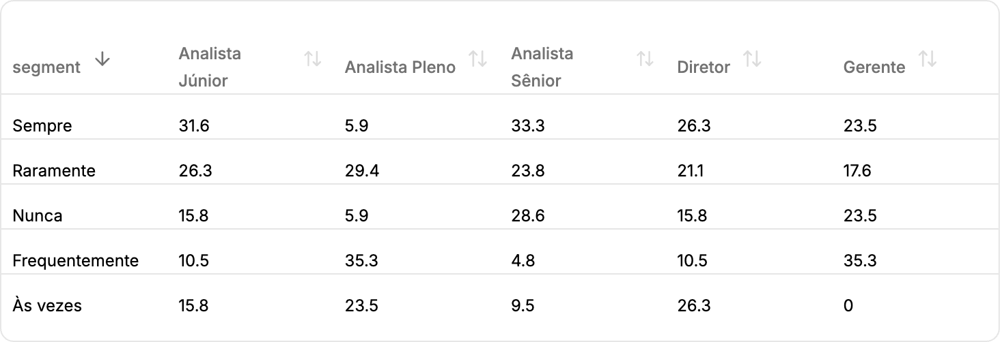 segment Analista Júnior Analista Pleno Analista Sênior Diretor Gerente
Sempre 31.6 5.9 33.3 26.3 23.5
Raramente 26.3 29.4 23.8 21.1 17.6
Nunca 15.8 5.9 28.6 15.8 23.5
Frequentemente 10.5 35.3 4.8 10.5 35.3
Às vezes 15.8 23.5 9.5 26.3 0